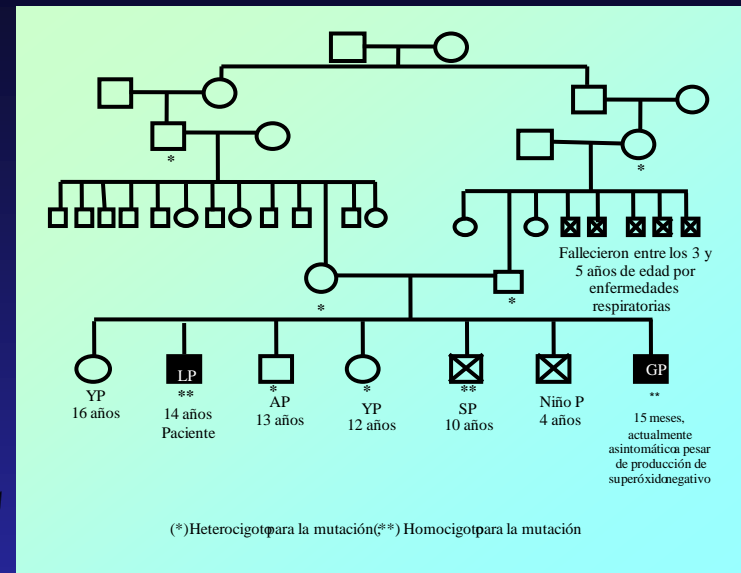 *
*
Fallecieron entre los 3 y
5 años de edad por
enfermedades
respiratorias
*
*
LP
GP
YP
16 años
**
14 años
Paciente
*
AP
13 años
*
YP
12 años
**
SP
10 años
Niño P
4 años
**
15 meses,
actualmente
asintomática pesar
de producción de
superóxidonegativo
(*)Heterocigotopara la mutación(;**) Homocigotopara la mutación